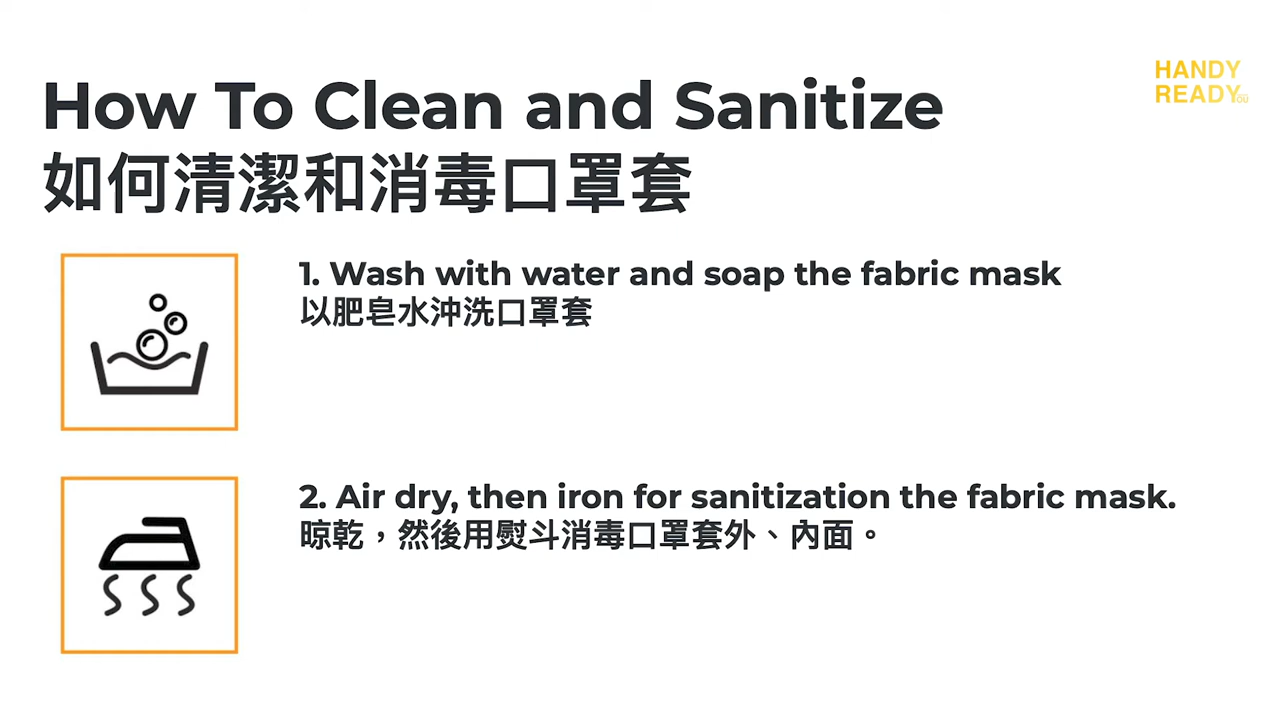 How To Clean and Sanitize
如何清潔和消毒口罩套
HANDY
READYou
1. Wash with water and soap the fabric mask
以肥皂水沖洗口罩套
2. Air dry, then iron for sanitization the fabric mask.
晾乾，然後用熨斗消毒口罩套外、內面。